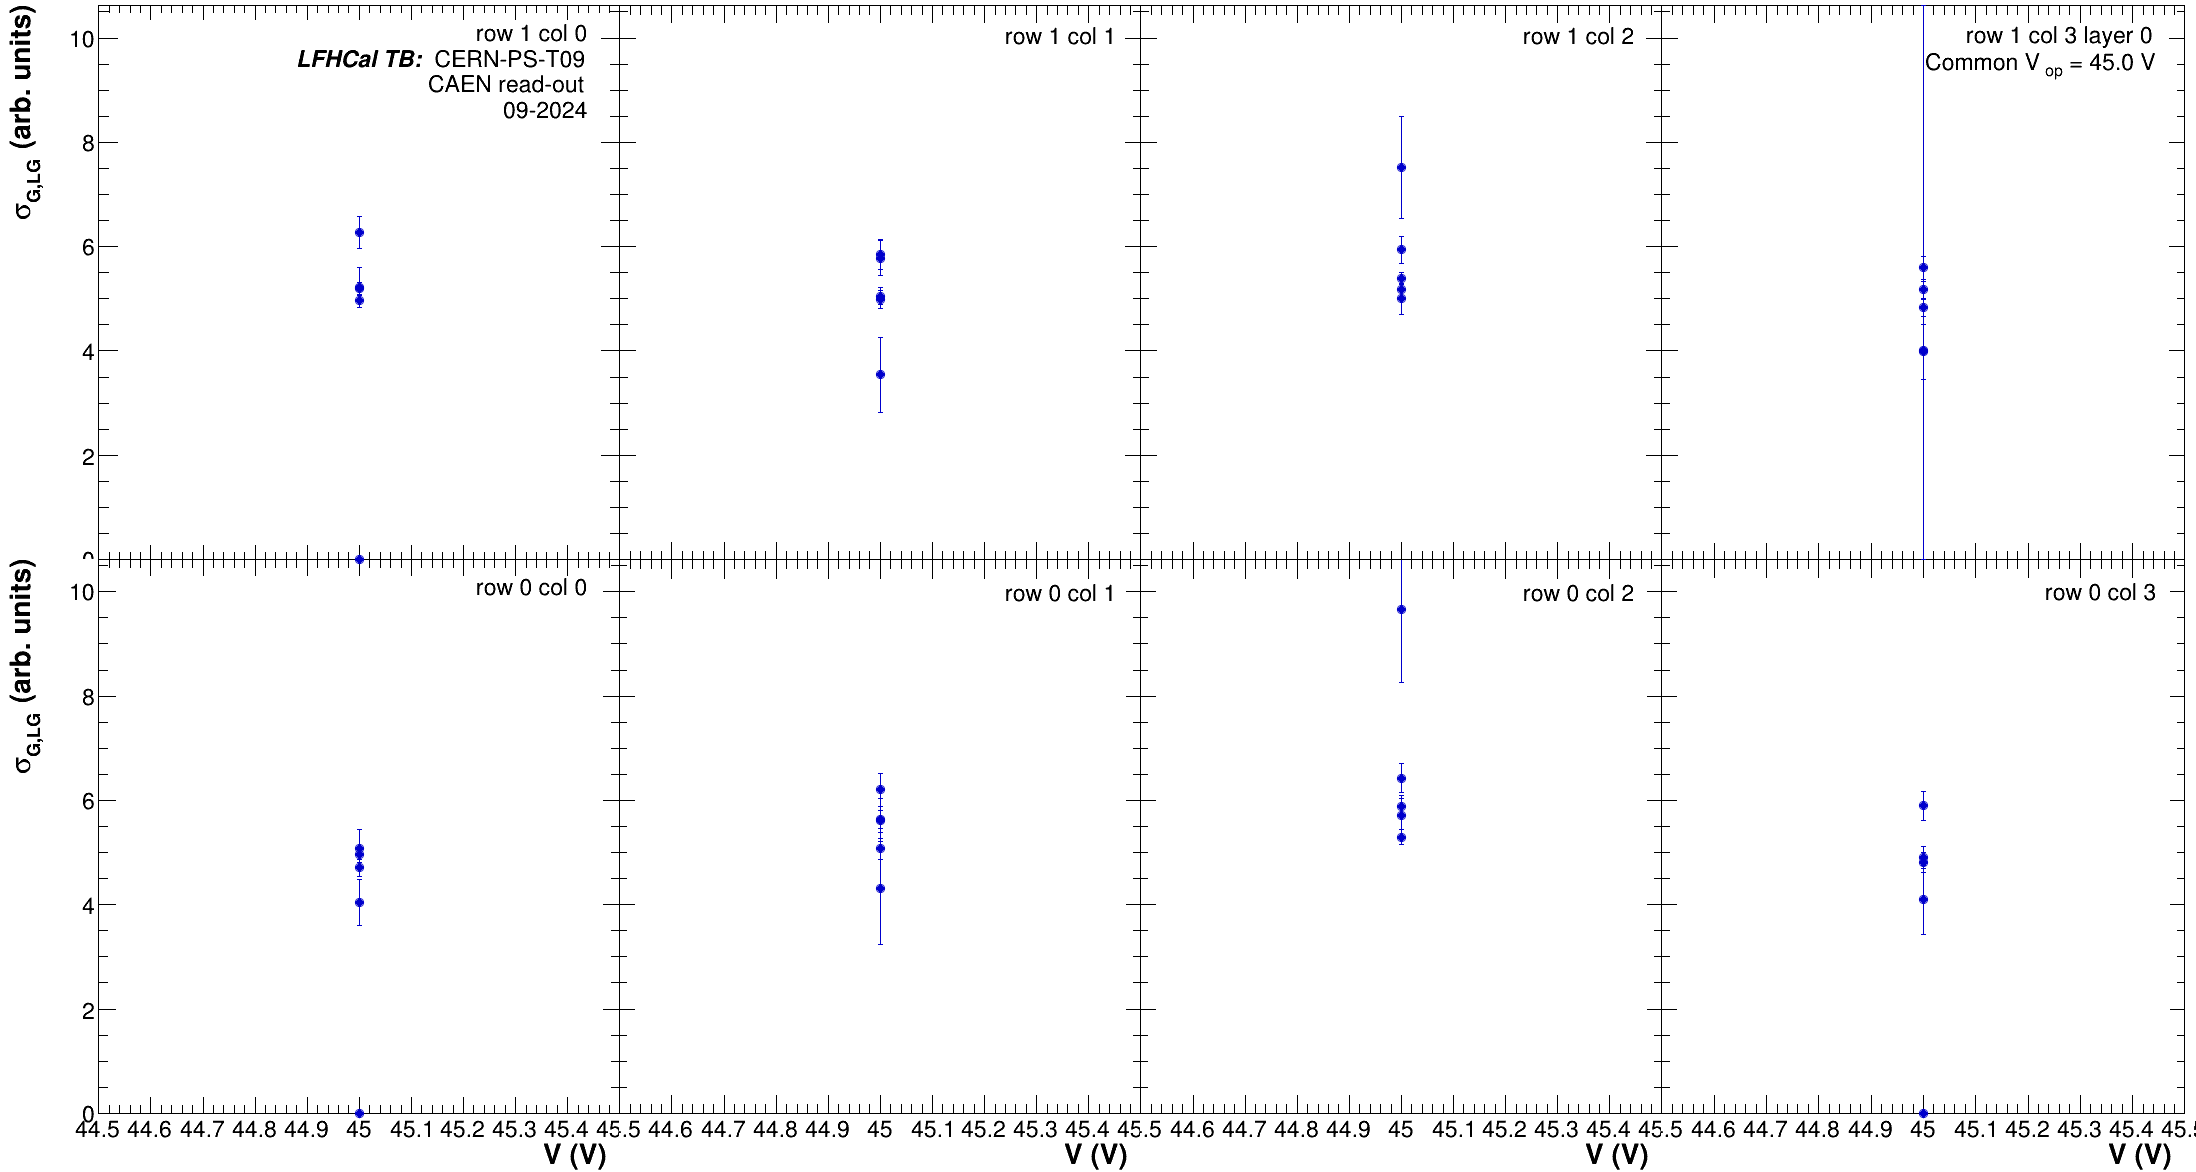 σG,LG (arb. units)
10
8
6
4
2
0
row 1 col 0
LFHCal TB: CERN-PS-T09
CAEN read-out
09-2024
row 1 col 1
row 1 col 2
row 1 col 3 layer 0
Common V op = 45.0 V
σG,LG (arb. units)
10
8
6
4
2
0
row 0 col 0
row 0 col 1
row 0 col 2
row 0 col 3
44.5 44.6 44.7 44.8 44.9 45 45.1 45.2 45.3 45.4 45.5 44.6 44.7 44.8 44.9 45 45.1 45.2 45.3 45.4 45.5 44.6 44.7 44.8 44.9 45 45.1 45.2 45.3 45.4 45.5 44.6 44.7 44.8 44.9 45 45.1 45.2 45.3 45.4 45.5
V (V) V (V) V (V) V (V)